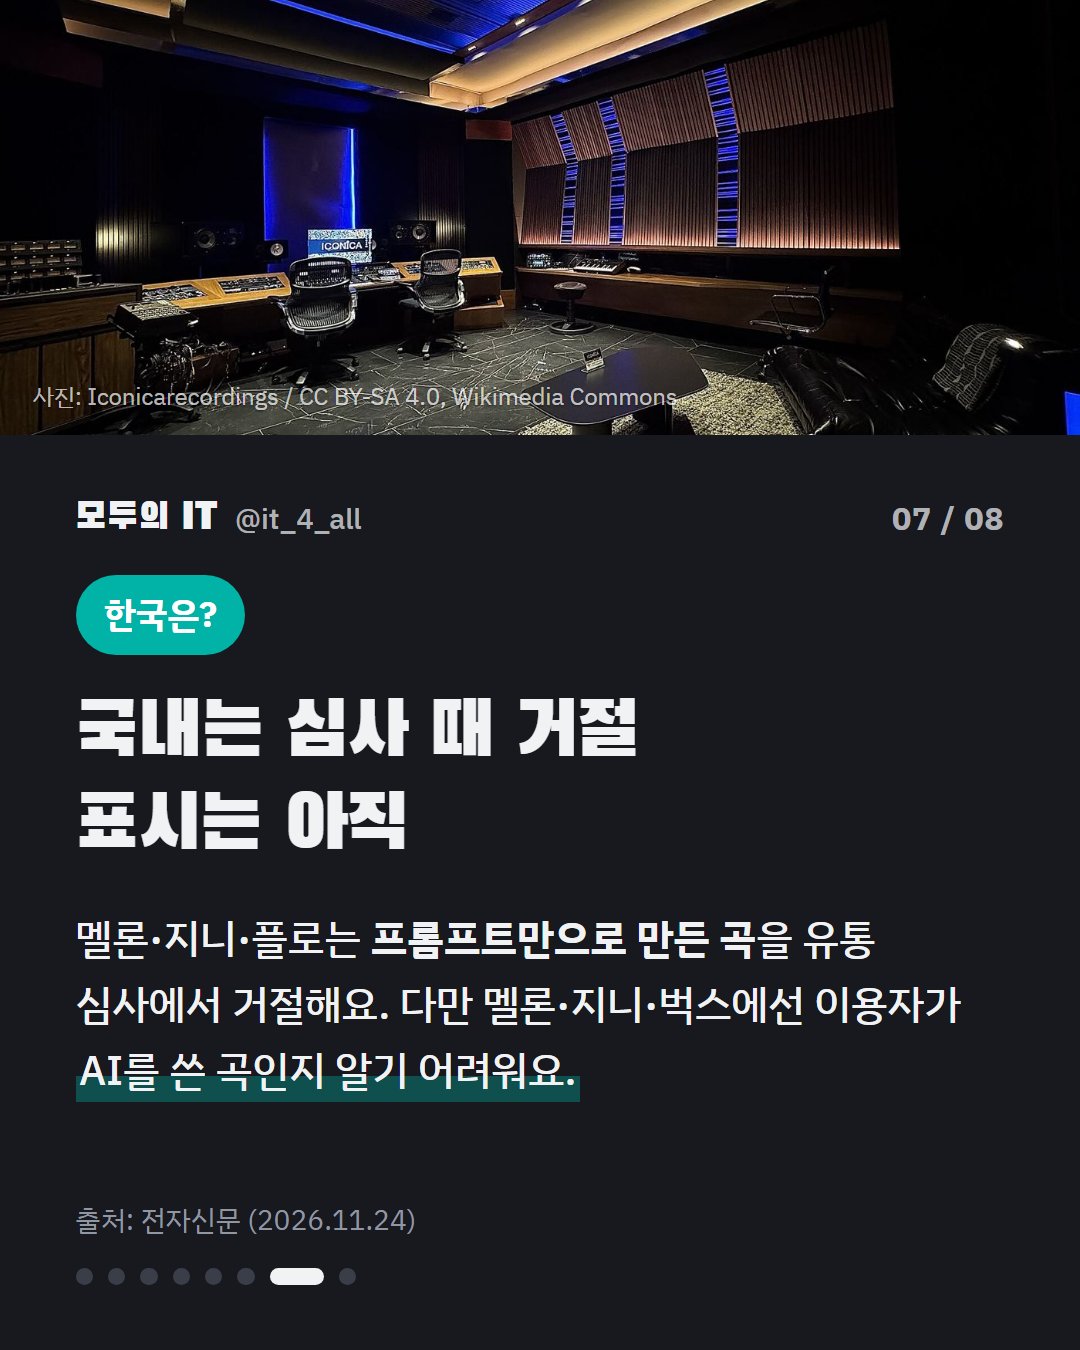 ICONICA
사진: Iconicarecordings / CC BY-SA 4.0, Wikimedia Commons
모두의 IT @it_4_all 07 / 08
한국은?
국내는 심사 때 거절
표시는 아직
멜론·지니·플로는 프롬프트만으로 만든 곡을 유통
심사에서 거절해요. 다만 멜론·지니·벅스에선 이용자가
AI를 쓴 곡인지 알기 어려워요.
출처: 전자신문 (2026.11.24)